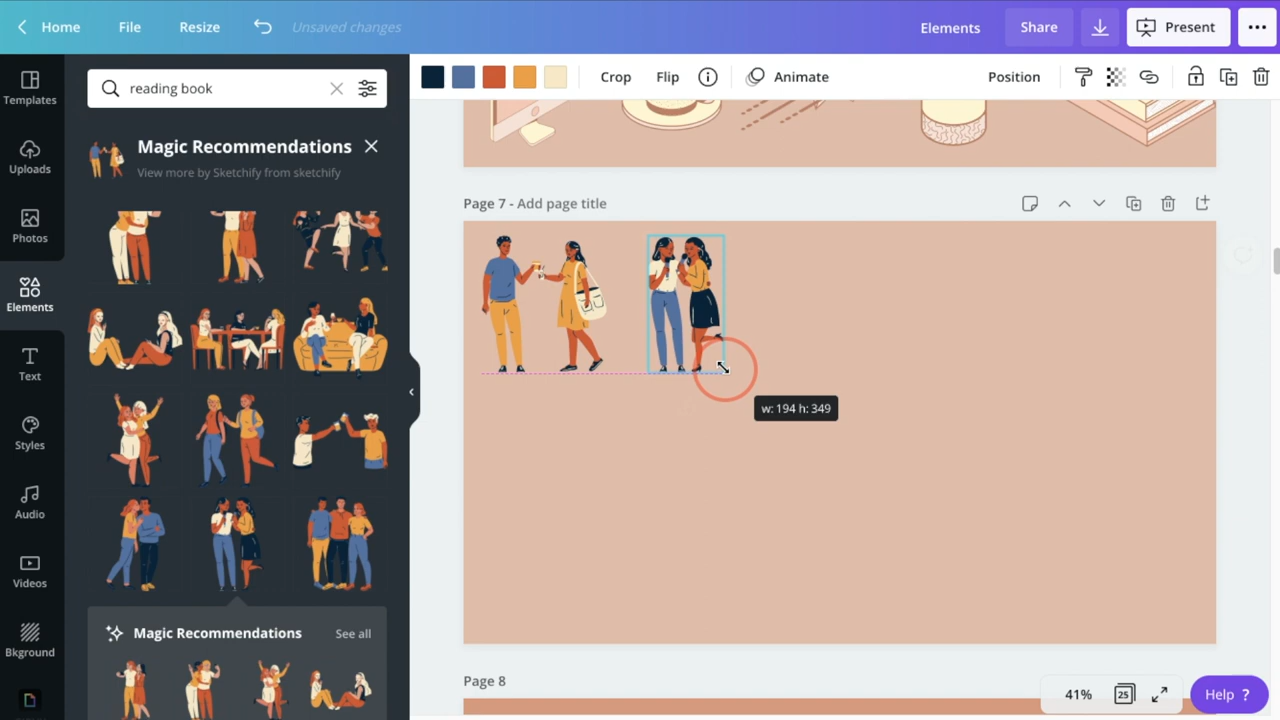 Home File Resize Unsaved changes Elements Share Present
Templates
Uploads
Photos
Elements
Text
Styles
Audio
Videos
Bkground
reading book
Magic Recommendations
View more by Sketchify from sketchify
Magic Recommendations See all
Crop Flip Animate Position
Page 7 - Add page title
w: 194 h: 349
Page 8
41% 25 Help ?